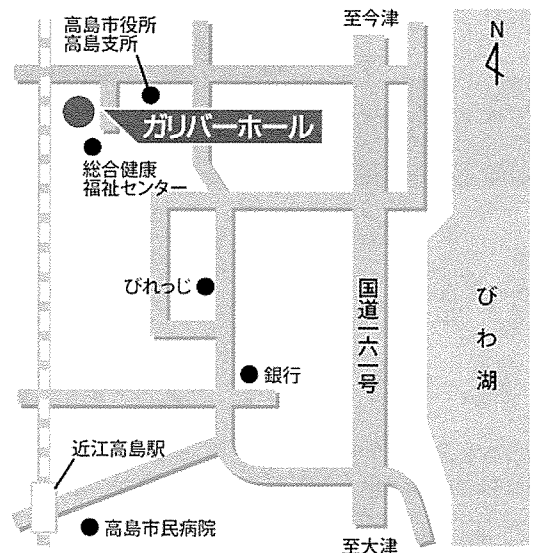 高島市役所
高島支所
至今津
N
ガリバーホール
総合健康
福祉センター
びれっじ
国道一六一号
びわ湖
銀行
近江高島駅
高島市民病院
至大津